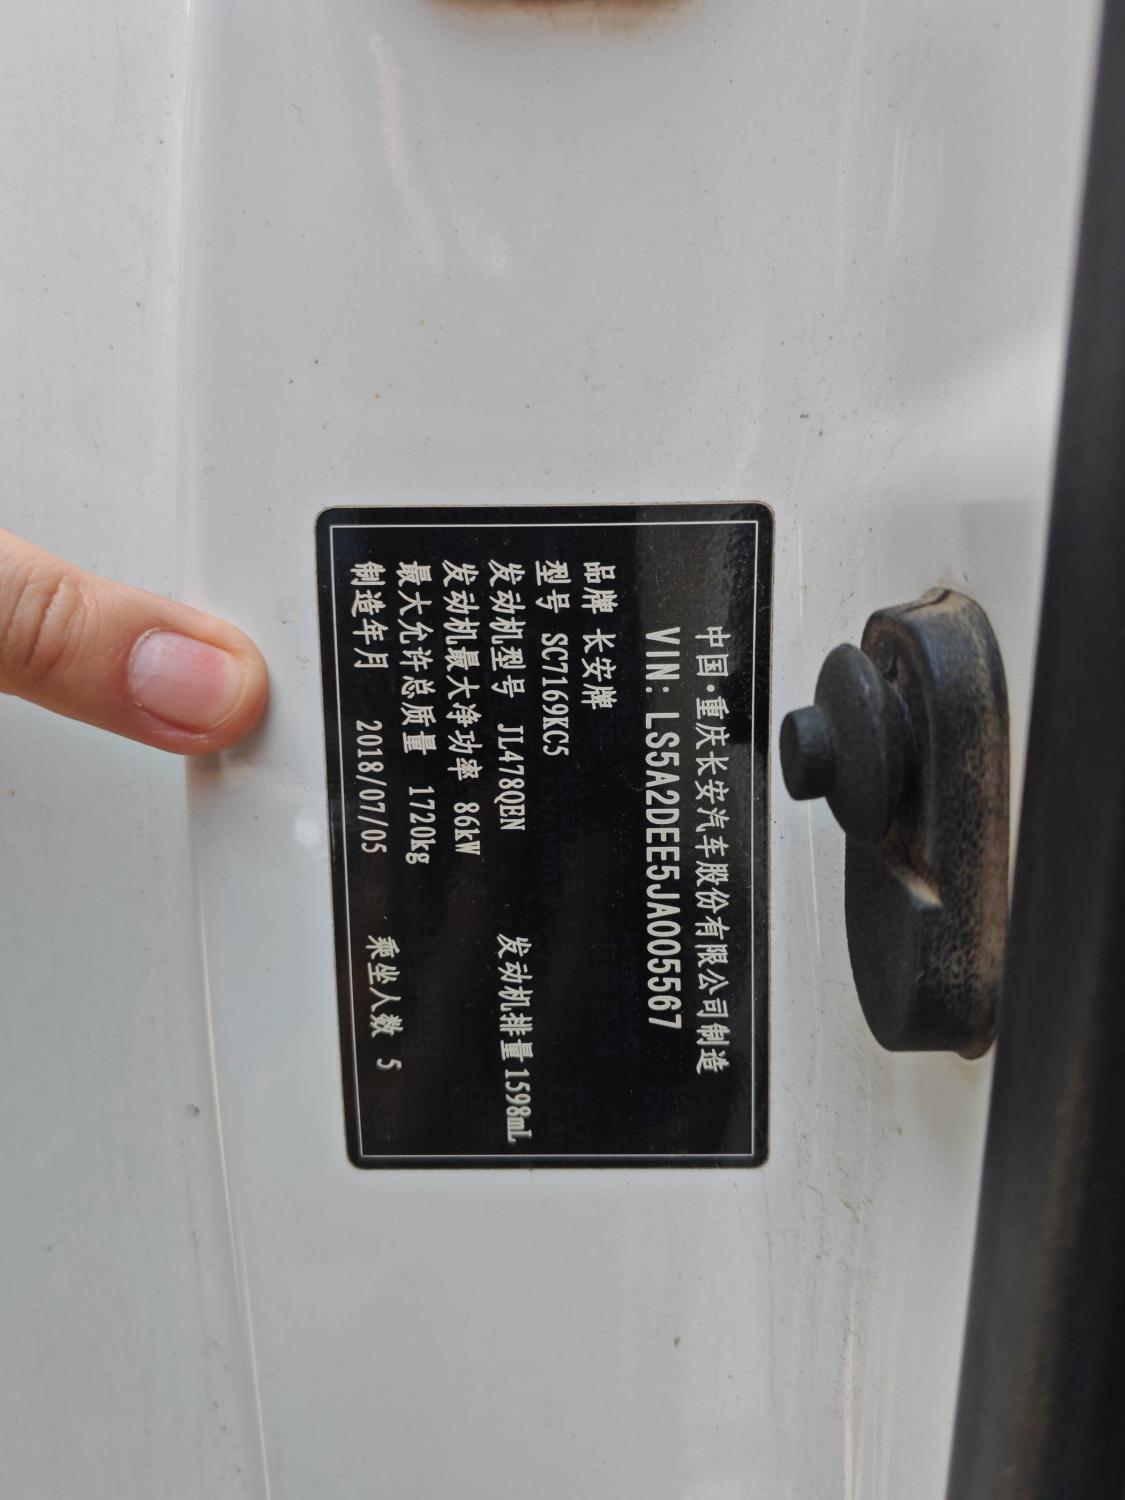 中国·重庆长安汽车股份有限公司制造
VIN: LS5A2DEE5JA005567
品牌 长安牌
型号 SC7169KC5
发动机型号 JL478QEN 发动机排量 1598mL
发动机最大净功率 86kW
最大允许总质量 1720kg
制造年月 2018/07/05 乘坐人数 5